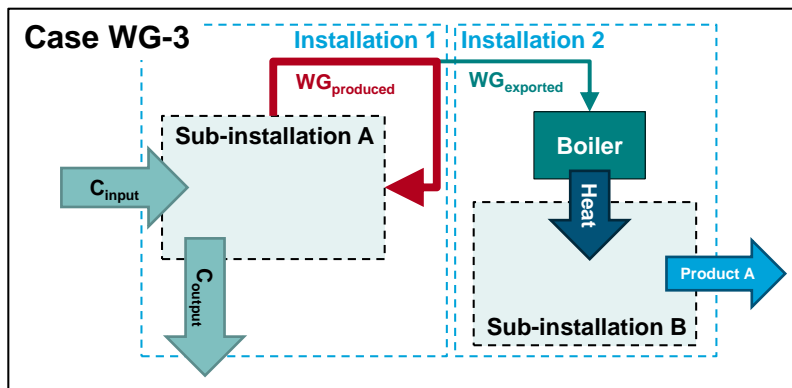 Case WG-3
Installation 1
Installation 2
WGproduced
WGexported
Sub-installation A
Boiler
Cinput
Heat
Coutput
Product A
Sub-installation B